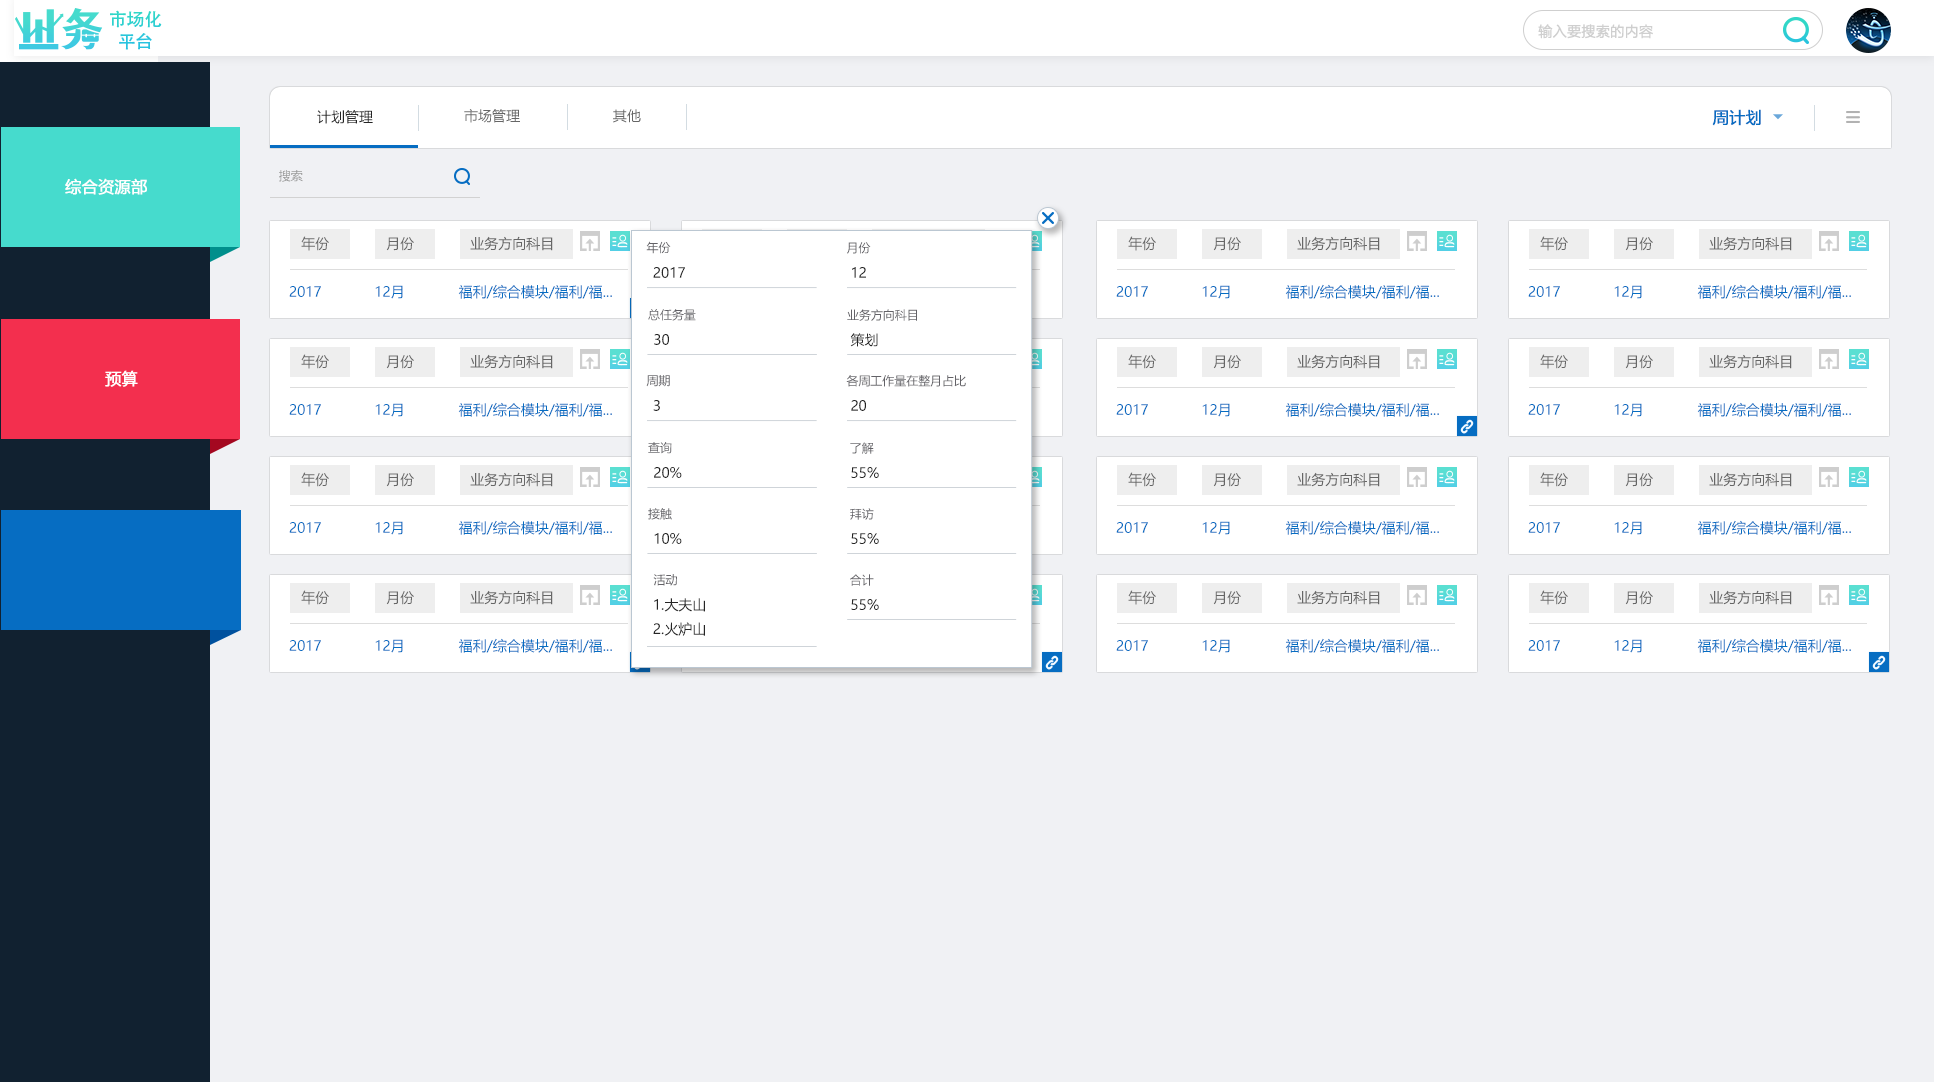 业务 市场化
平台
输入要搜索的内容
计划管理 市场管理 其他 周计划
搜索
综合资源部
预算
年份 月份 业务方向科目
2017 12月 福利/综合模块/福利/福...
年份 月份 业务方向科目
2017 12月 福利/综合模块/福利/福...
年份 月份 业务方向科目
2017 12月 福利/综合模块/福利/福...
年份 月份 业务方向科目
2017 12月 福利/综合模块/福利/福...
年份 月份
2017 12
总任务量 业务方向科目
30 策划
周期 各周工作量在整月占比
3 20
查询 了解
20% 55%
接触 拜访
10% 55%
活动 合计
1.大夫山 55%
2.火炉山
年份 月份 业务方向科目
2017 12月 福利/综合模块/福利/福...
年份 月份 业务方向科目
2017 12月 福利/综合模块/福利/福...
年份 月份 业务方向科目
2017 12月 福利/综合模块/福利/福...
年份 月份 业务方向科目
2017 12月 福利/综合模块/福利/福...
年份 月份 业务方向科目
2017 12月 福利/综合模块/福利/福...
年份 月份 业务方向科目
2017 12月 福利/综合模块/福利/福...
年份 月份 业务方向科目
2017 12月 福利/综合模块/福利/福...
年份 月份 业务方向科目
2017 12月 福利/综合模块/福利/福...